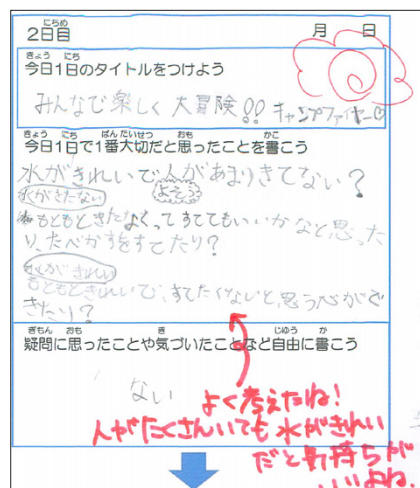 2日目 月 日
今日1日のタイトルをつけよう
みんなで楽しく大冒険!! キャンプファイヤー♡
今日1日で1番大切だと思ったことを書こう
水がきれいで人があまりきてない?
水がきたない よそう
もともときたなくってすててもいいかなと思った
り、たべかすをすてたり?
水がきれい
もともときれいで、すてたくないと思う心がで
きたり?
疑問に思ったことや気づいたことなど自由に書こう
ない
よく考えたね!
人がたくさんいても水がきれい
だと気持ちが
いいよね